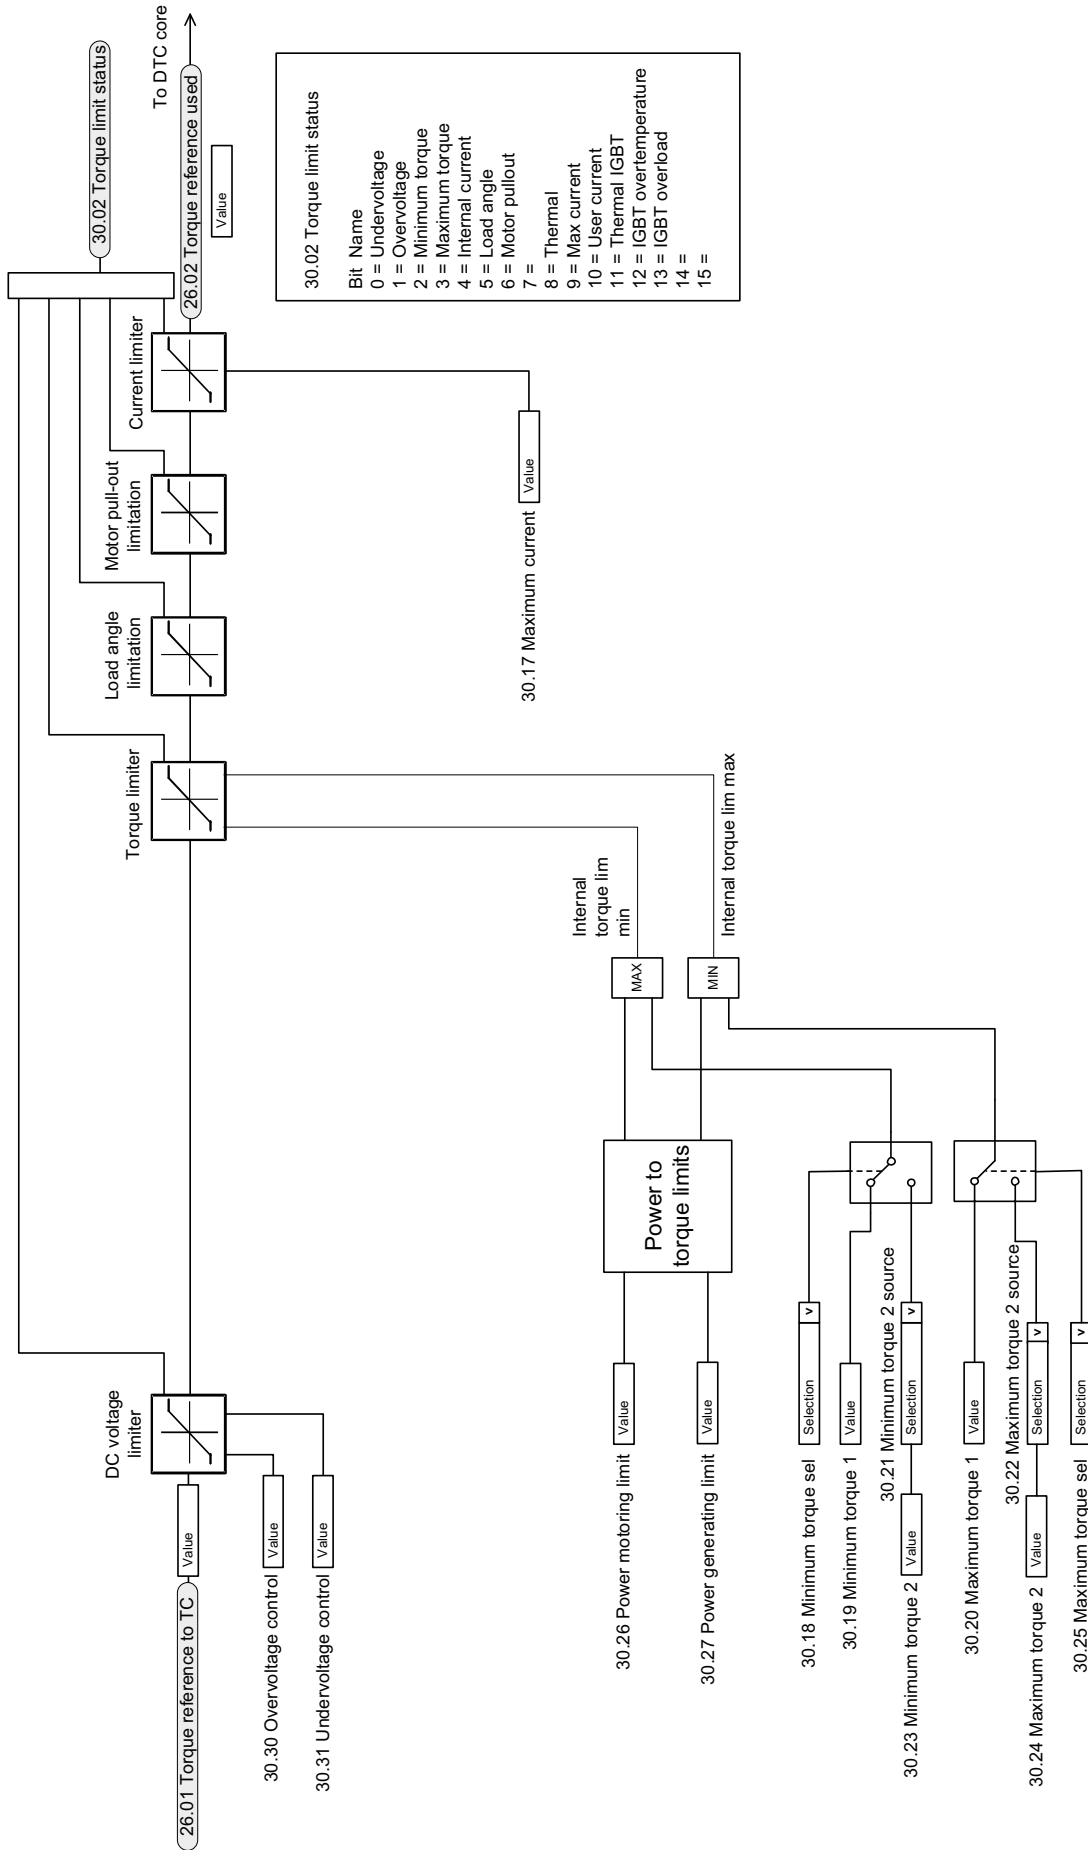 30.02 Torque limit status
To DTC core
26.01 Torque reference to TC
Value
DC voltage
limiter
Torque limiter
Load angle
limitation
Motor pull-out
limitation
Current limiter
26.02 Torque reference used
Value
30.30 Overvoltage control
Value
30.31 Undervoltage control
Value
30.02 Torque limit status
Bit Name
0 = Undervoltage
1 = Overvoltage
2 = Minimum torque
3 = Maximum torque
4 = Internal current
5 = Load angle
6 = Motor pullout
7 =
8 = Thermal
9 = Max current
10 = User current
11 = Thermal IGBT
12 = IGBT overtemperature
13 = IGBT overload
14 =
15 =
30.17 Maximum current
Value
Internal
torque lim
min
30.26 Power motoring limit
Value
Power to
torque limits
MAX
30.27 Power generating limit
Value
MIN
Internal torque lim max
30.18 Minimum torque sel
Selection
v
30.19 Minimum torque 1
Value
30.21 Minimum torque 2 source
30.23 Minimum torque 2
Value
Selection
v
30.20 Maximum torque 1
Value
30.22 Maximum torque 2 source
30.24 Maximum torque 2
Value
Selection
v
30.25 Maximum torque sel
Selection
v